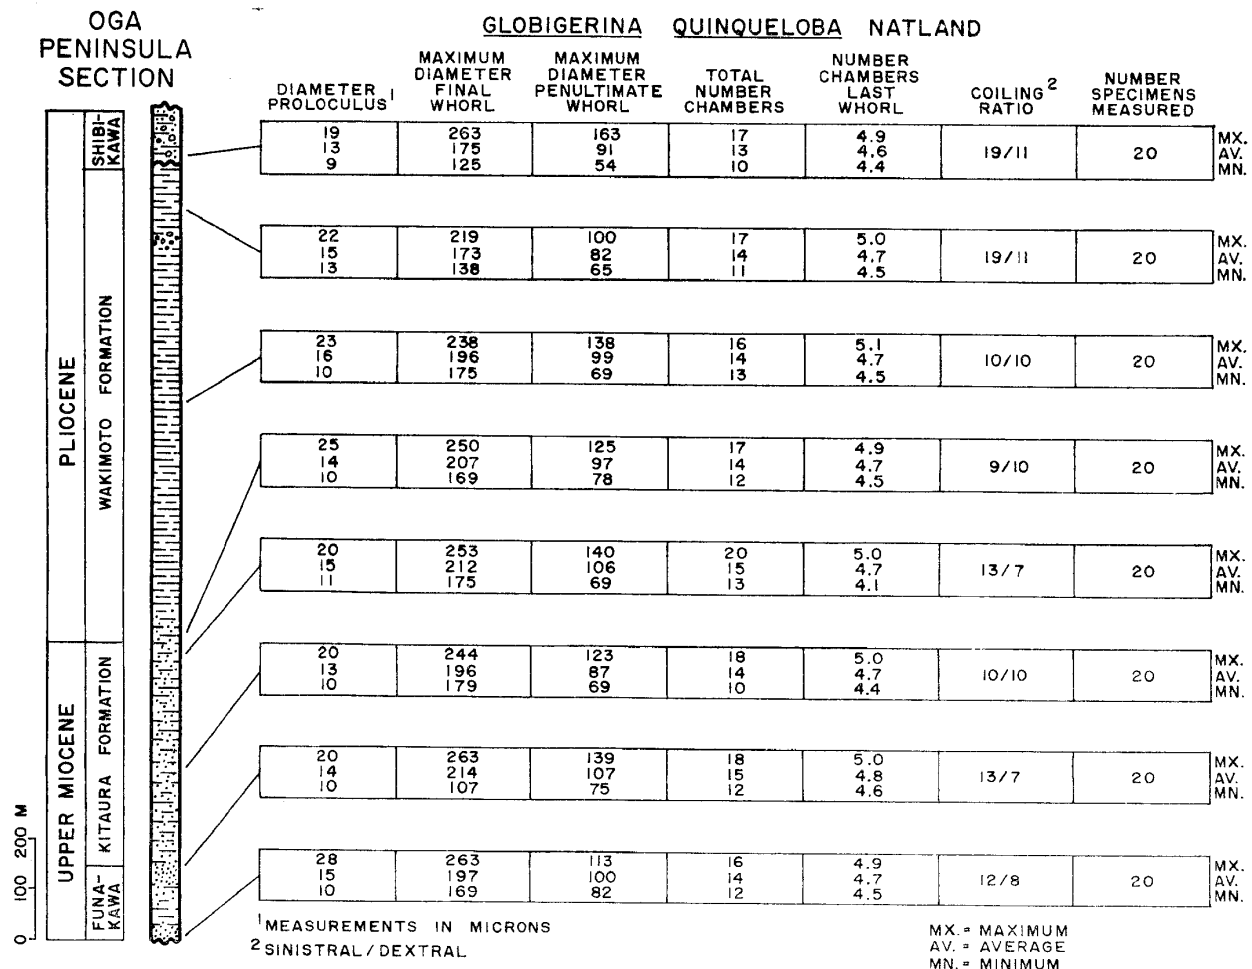 OGA
PENINSULA
SECTION
GLOBIGERINA QUINQUELOBA NATLAND
DIAMETER
PROLOCULUS1
MAXIMUM
DIAMETER
FINAL
WHORL
MAXIMUM
DIAMETER
PENULTIMATE
WHORL
TOTAL
NUMBER
CHAMBERS
NUMBER
CHAMBERS
LAST
WHORL
COILING2
RATIO
NUMBER
SPECIMENS
MEASURED
PLIOCENE
UPPER MIOCENE
SHIBI-
KAWA
WAKIMOTO FORMATION
KITAURA FORMATION
FUNA-
KAWA
0 100 200 M
19 263 163 17 4.9 MX.
13 175 91 13 4.6 19/11 20 AV.
9 125 54 10 4.4 MN.
22 219 100 17 5.0 MX.
15 173 82 14 4.7 19/11 20 AV.
13 138 65 11 4.5 MN.
23 238 138 16 5.1 MX.
16 196 99 14 4.7 10/10 20 AV.
10 175 69 13 4.5 MN.
25 250 125 17 4.9 MX.
14 207 97 14 4.7 9/10 20 AV.
10 169 78 12 4.5 MN.
20 253 140 20 5.0 MX.
15 212 106 15 4.7 13/7 20 AV.
11 175 69 13 4.1 MN.
20 244 123 18 5.0 MX.
13 196 87 14 4.7 10/10 20 AV.
10 179 69 10 4.4 MN.
20 263 139 18 5.0 MX.
14 214 107 15 4.8 13/7 20 AV.
10 107 75 12 4.6 MN.
28 263 113 16 4.9 MX.
15 197 100 14 4.7 12/8 20 AV.
10 169 82 12 4.5 MN.
1MEASUREMENTS IN MICRONS
2SINISTRAL/DEXTRAL
MX.= MAXIMUM
AV. = AVERAGE
MN. = MINIMUM